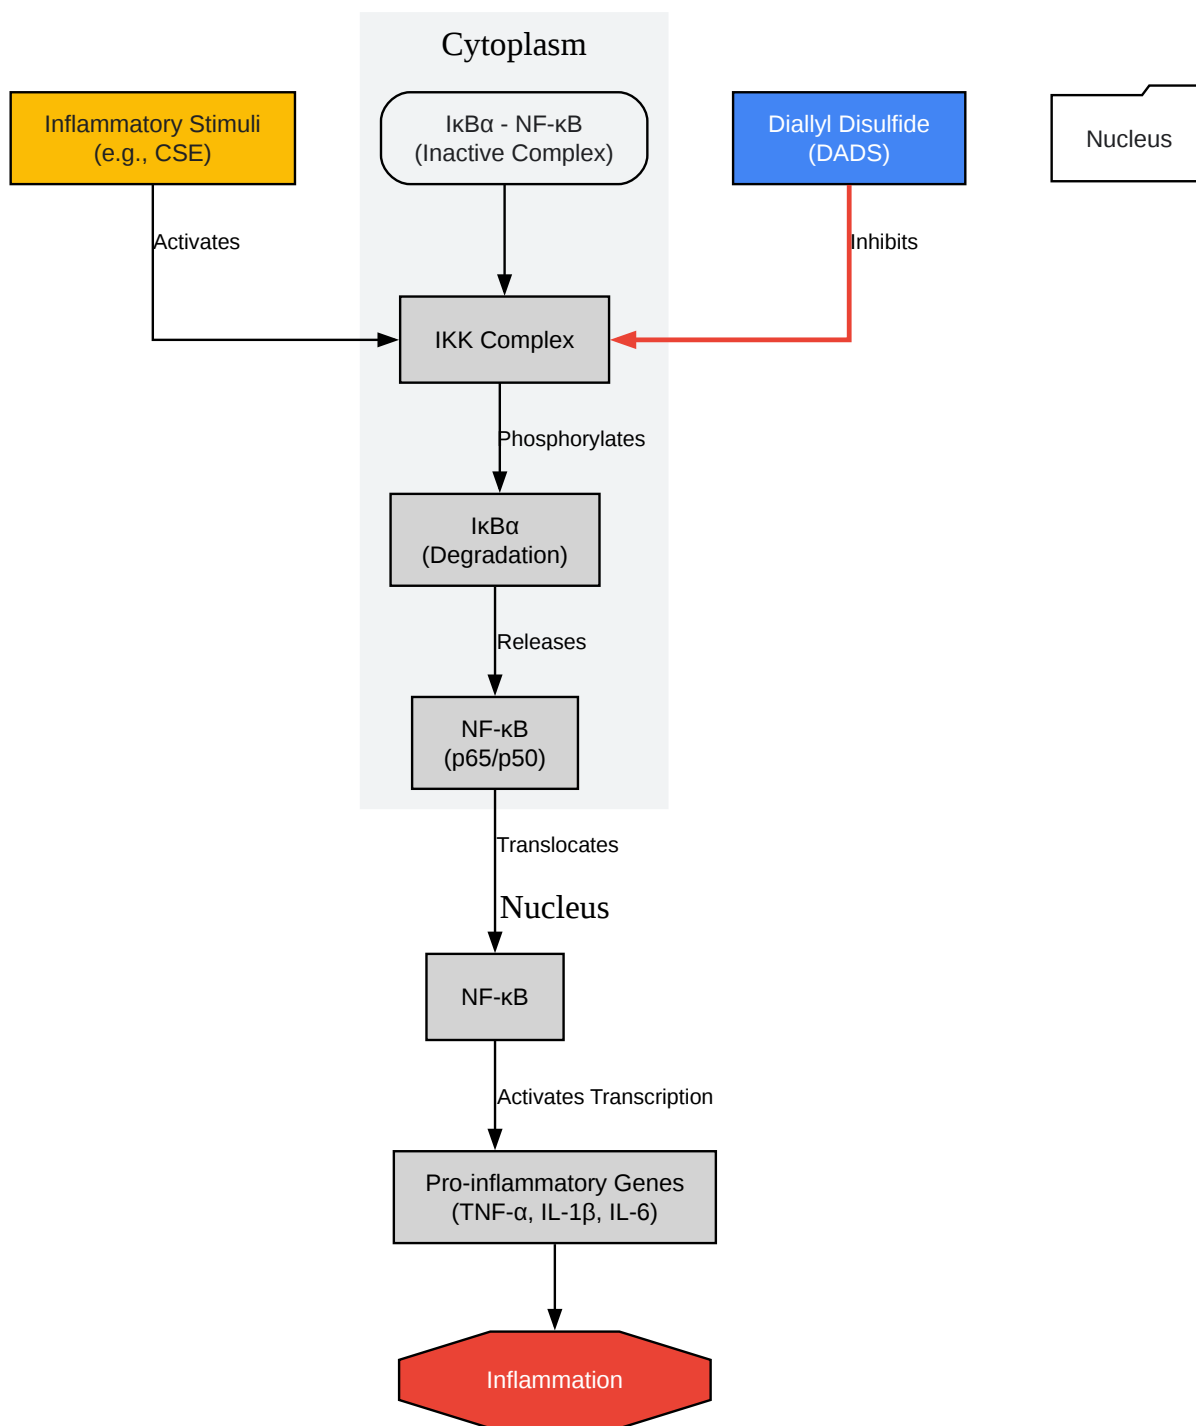 Cytoplasm
Inflammatory Stimuli
(e.g., CSE)
IκBα - NF-κB
(Inactive Complex)
Diallyl Disulfide
(DADS)
Nucleus
Activates
Inhibits
IKK Complex
Phosphorylates
IκBα
(Degradation)
Releases
NF-κB
(p65/p50)
Translocates
Nucleus
NF-κB
Activates Transcription
Pro-inflammatory Genes
(TNF-α, IL-1β, IL-6)
Inflammation